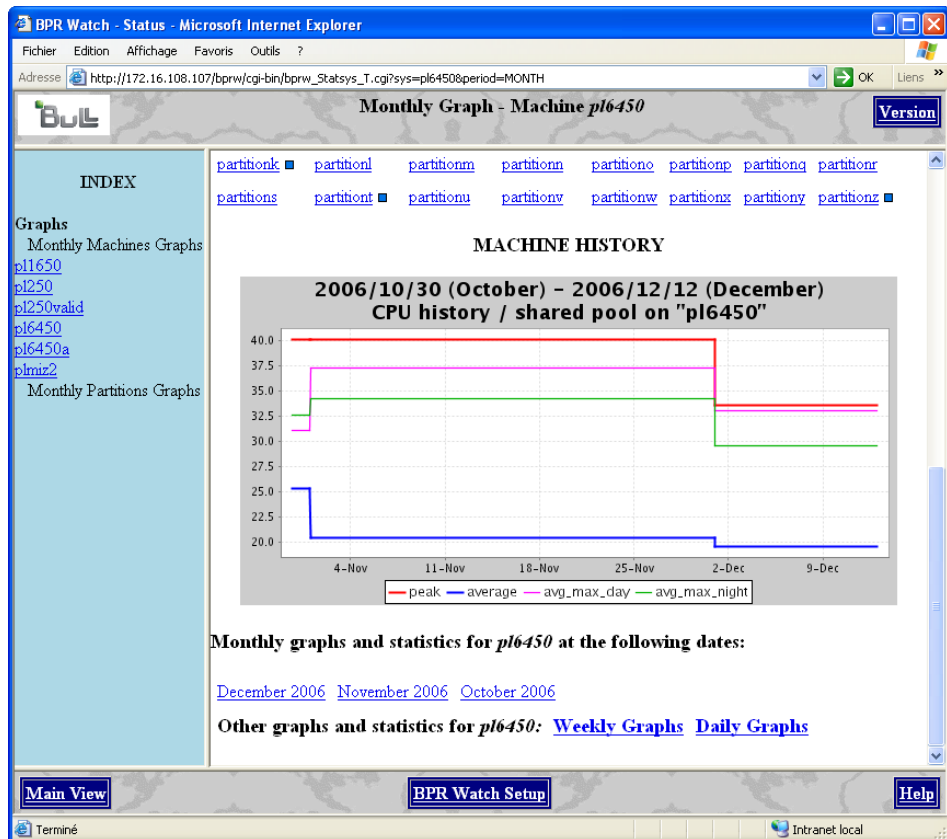 BPR Watch - Status - Microsoft Internet Explorer
Fichier Edition Affichage Favoris Outils ?
Adresse http://172.16.108.107/bprw/cgi-bin/bprw_Statsys_T.cgi?sys=pl6450&period=MONTH OK Liens »
Bull
Monthly Graph - Machine pl6450
Version
INDEX
Graphs
Monthly Machines Graphs
pl1650
pl250
pl250valid
pl6450
pl6450a
plmiz2
Monthly Partitions Graphs
partitionk partitionl partitionm partitionn partitiono partitionp partitionq partitionr
partitions partitiont partitionu partitionv partitionw partitionx partitiony partitionz
MACHINE HISTORY
2006/10/30 (October) - 2006/12/12 (December)
CPU history / shared pool on "pl6450"
40.0
37.5
35.0
32.5
30.0
27.5
25.0
22.5
20.0
4-Nov 11-Nov 18-Nov 25-Nov 2-Dec 9-Dec
peak average avg_max_day avg_max_night
Monthly graphs and statistics for pl6450 at the following dates:
December 2006 November 2006 October 2006
Other graphs and statistics for pl6450: Weekly Graphs Daily Graphs
Main View BPR Watch Setup Help
Terminé Intranet local